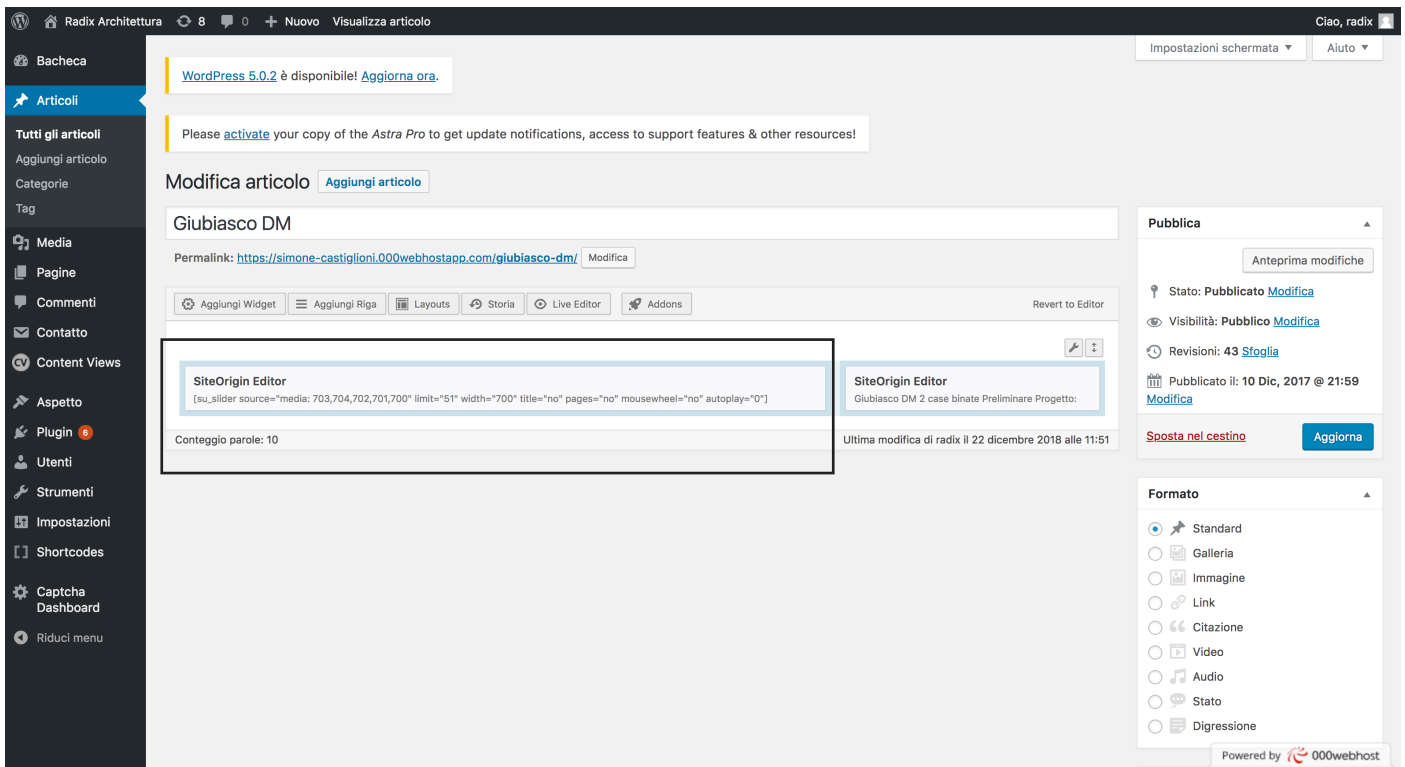 Radix Architettura 8 0 Nuovo Visualizza articolo Ciao, radix
Impostazioni schermata Aiuto
Bacheca
Articoli
Tutti gli articoli
Aggiungi articolo
Categorie
Tag
Media
Pagine
Commenti
Contatto
Content Views
Aspetto
Plugin 6
Utenti
Strumenti
Impostazioni
Shortcodes
Captcha
Dashboard
Riduci menu
WordPress 5.0.2 è disponibile! Aggiorna ora.
Please activate your copy of the Astra Pro to get update notifications, access to support features & other resources!
Modifica articolo Aggiungi articolo
Giubiasco DM
Permalink: https://simone-castiglioni.000webhostapp.com/giubiasco-dm/ Modifica
Aggiungi Widget Aggiungi Riga Layouts Storia Live Editor Addons Revert to Editor
SiteOrigin Editor
[su_slider source="media: 703,704,702,701,700" limit="51" width="700" title="no" pages="no" mousewheel="no" autoplay="0"]
SiteOrigin Editor
Giubiasco DM 2 case binate Preliminare Progetto:
Conteggio parole: 10 Ultima modifica di radix il 22 dicembre 2018 alle 11:51
Pubblica
Anteprima modifiche
Stato: Pubblicato Modifica
Visibilità: Pubblico Modifica
Revisioni: 43 Sfoglia
Pubblicato il: 10 Dic, 2017 @ 21:59
Modifica
Sposta nel cestino Aggiorna
Formato
Standard
Galleria
Immagine
Link
Citazione
Video
Audio
Stato
Digressione
Powered by 000webhost